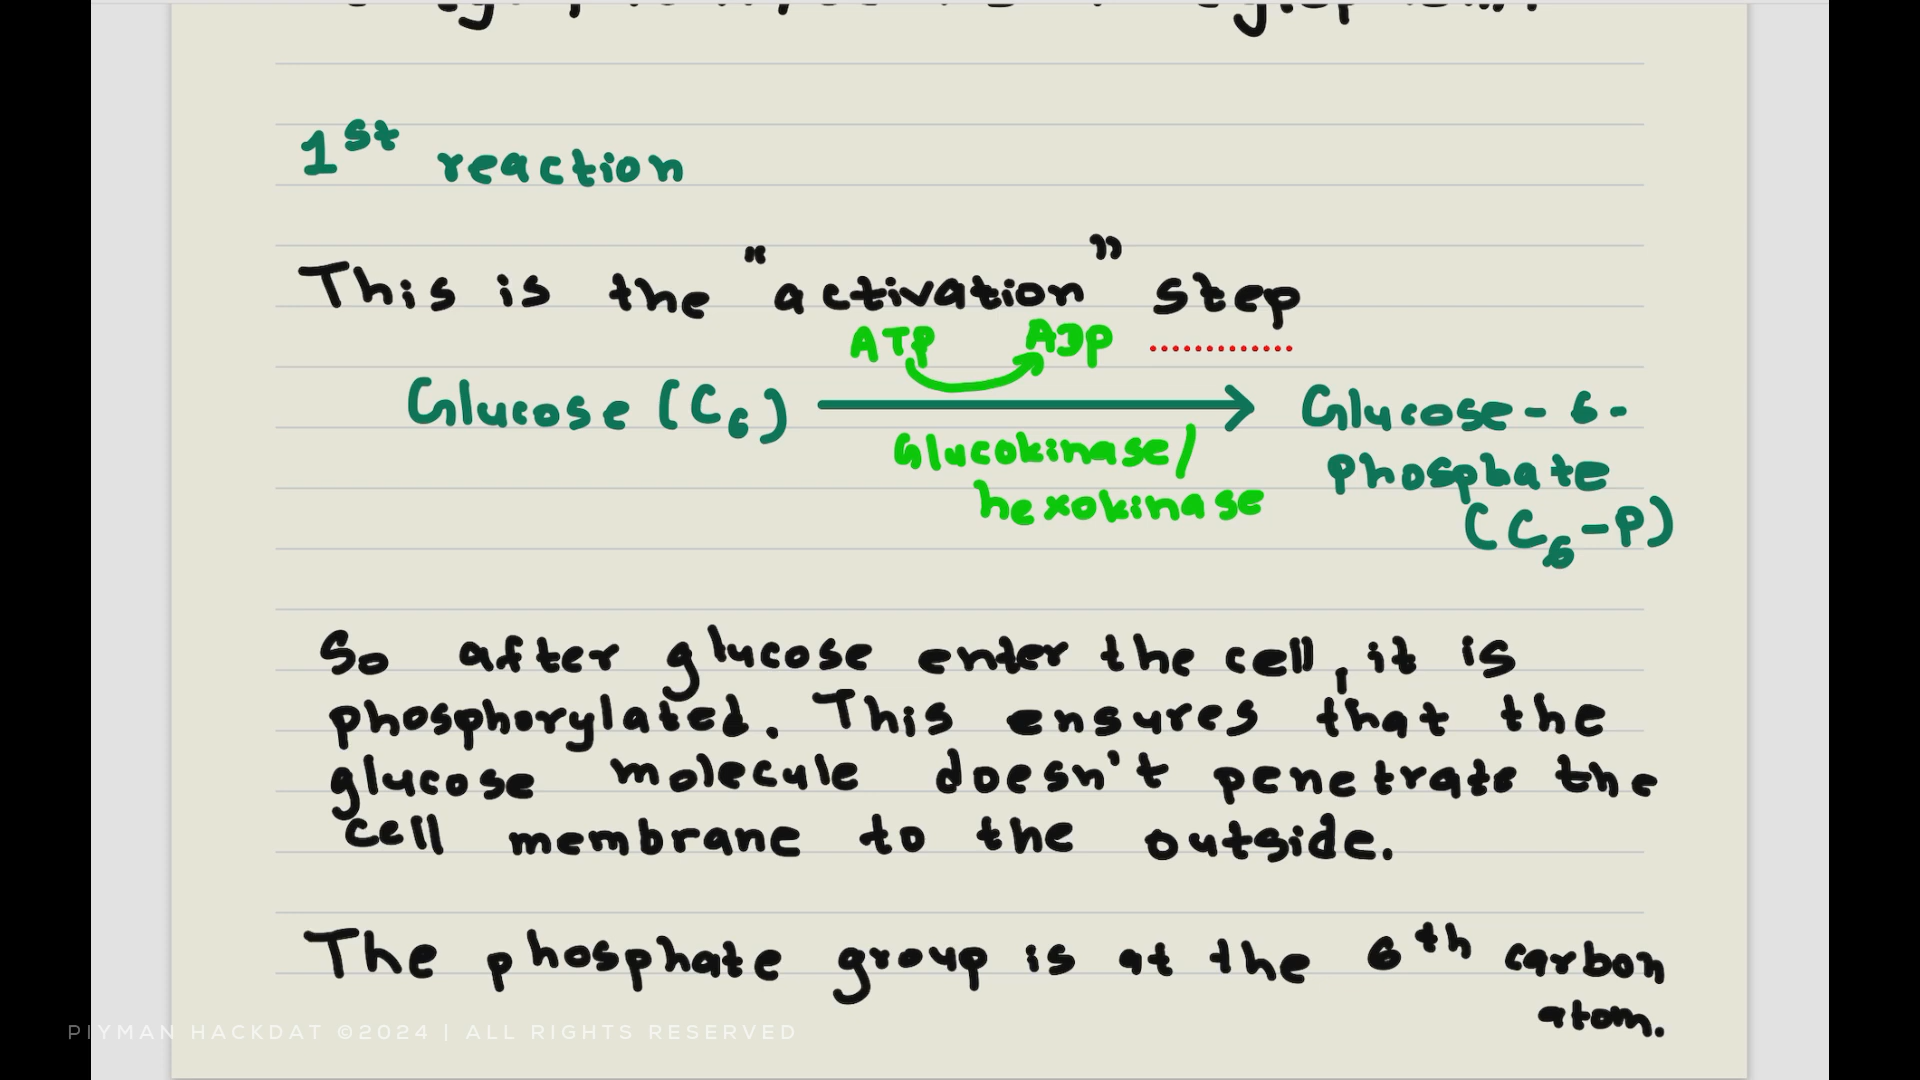 1st reaction
This is the "activation" step
ATP ADP
Glucose (C6) Glucose-6-
Glucokinase/ phosphate
hexokinase (C6-P)
So after glucose enter the cell, it is
phosphorylated. This ensures that the
glucose molecule doesn't penetrate the
cell membrane to the outside.
The phosphate group is at the 6th carbon
atom.
PIYMAN HACKDAT ©2024 | ALL RIGHTS RESERVED